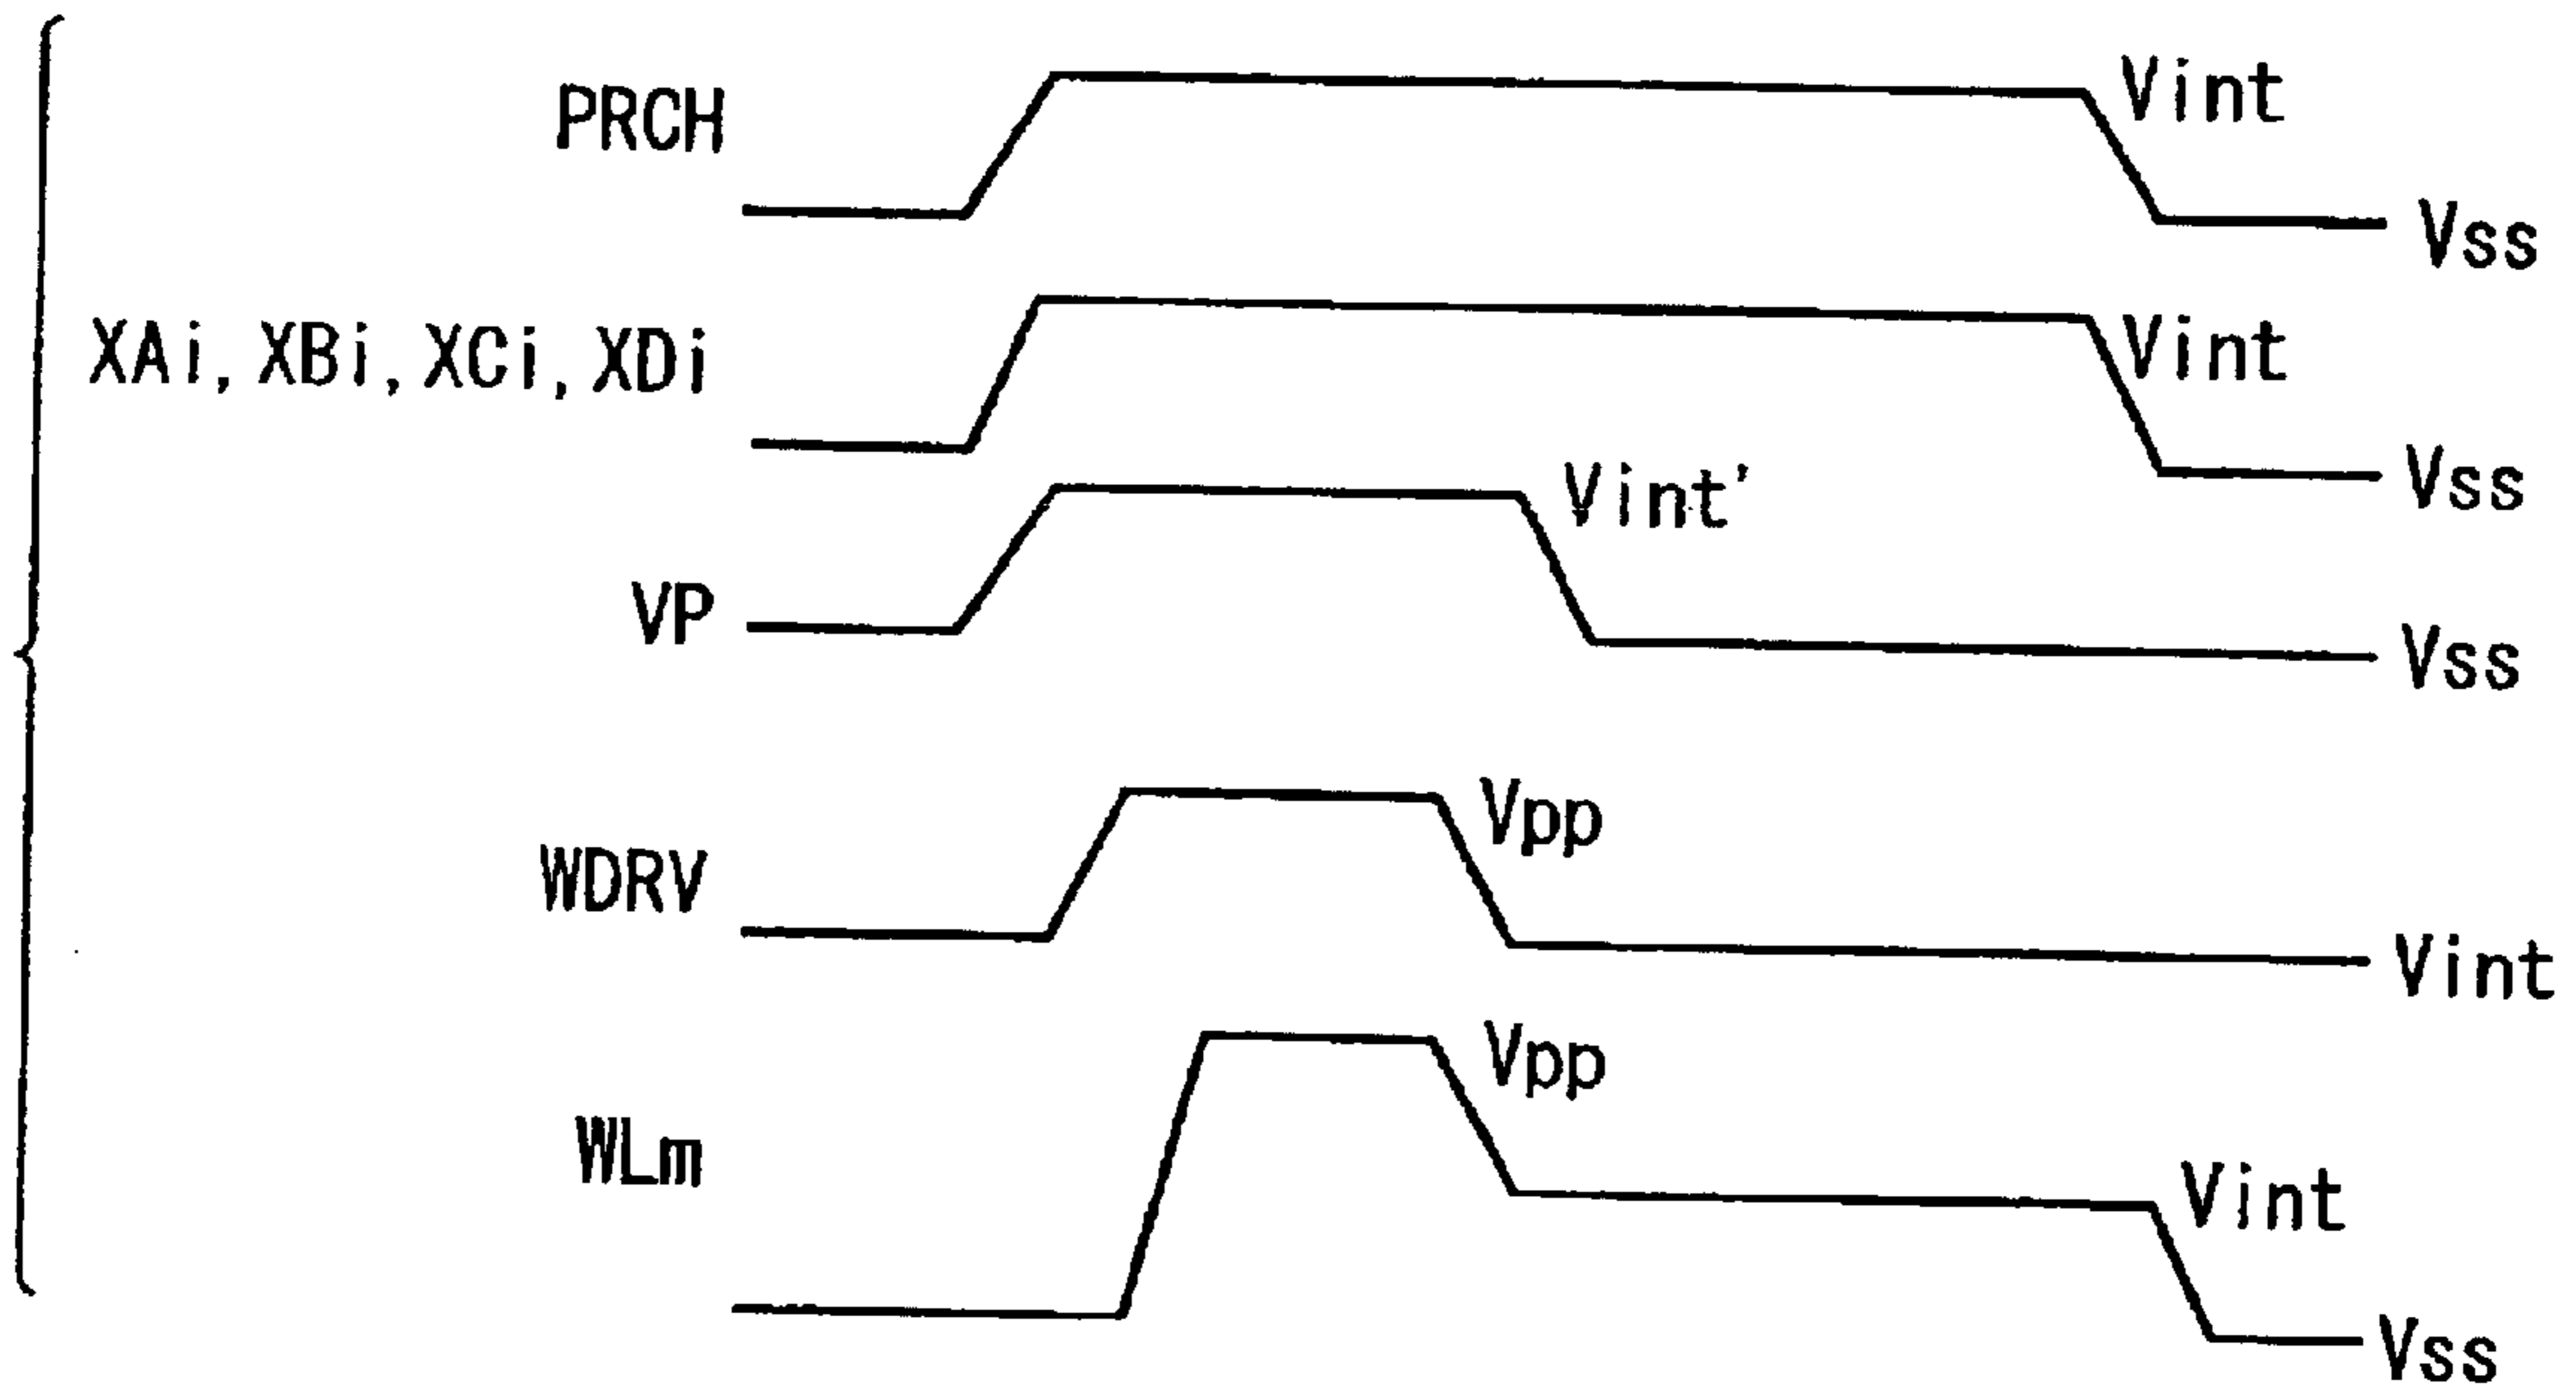 PRCH
Vint
Vss
XAi, XBi, XCi, XDi
Vint
Vss
VP
Vint'
Vss
WDRV
Vpp
Vint
WLm
Vpp
Vint
Vss